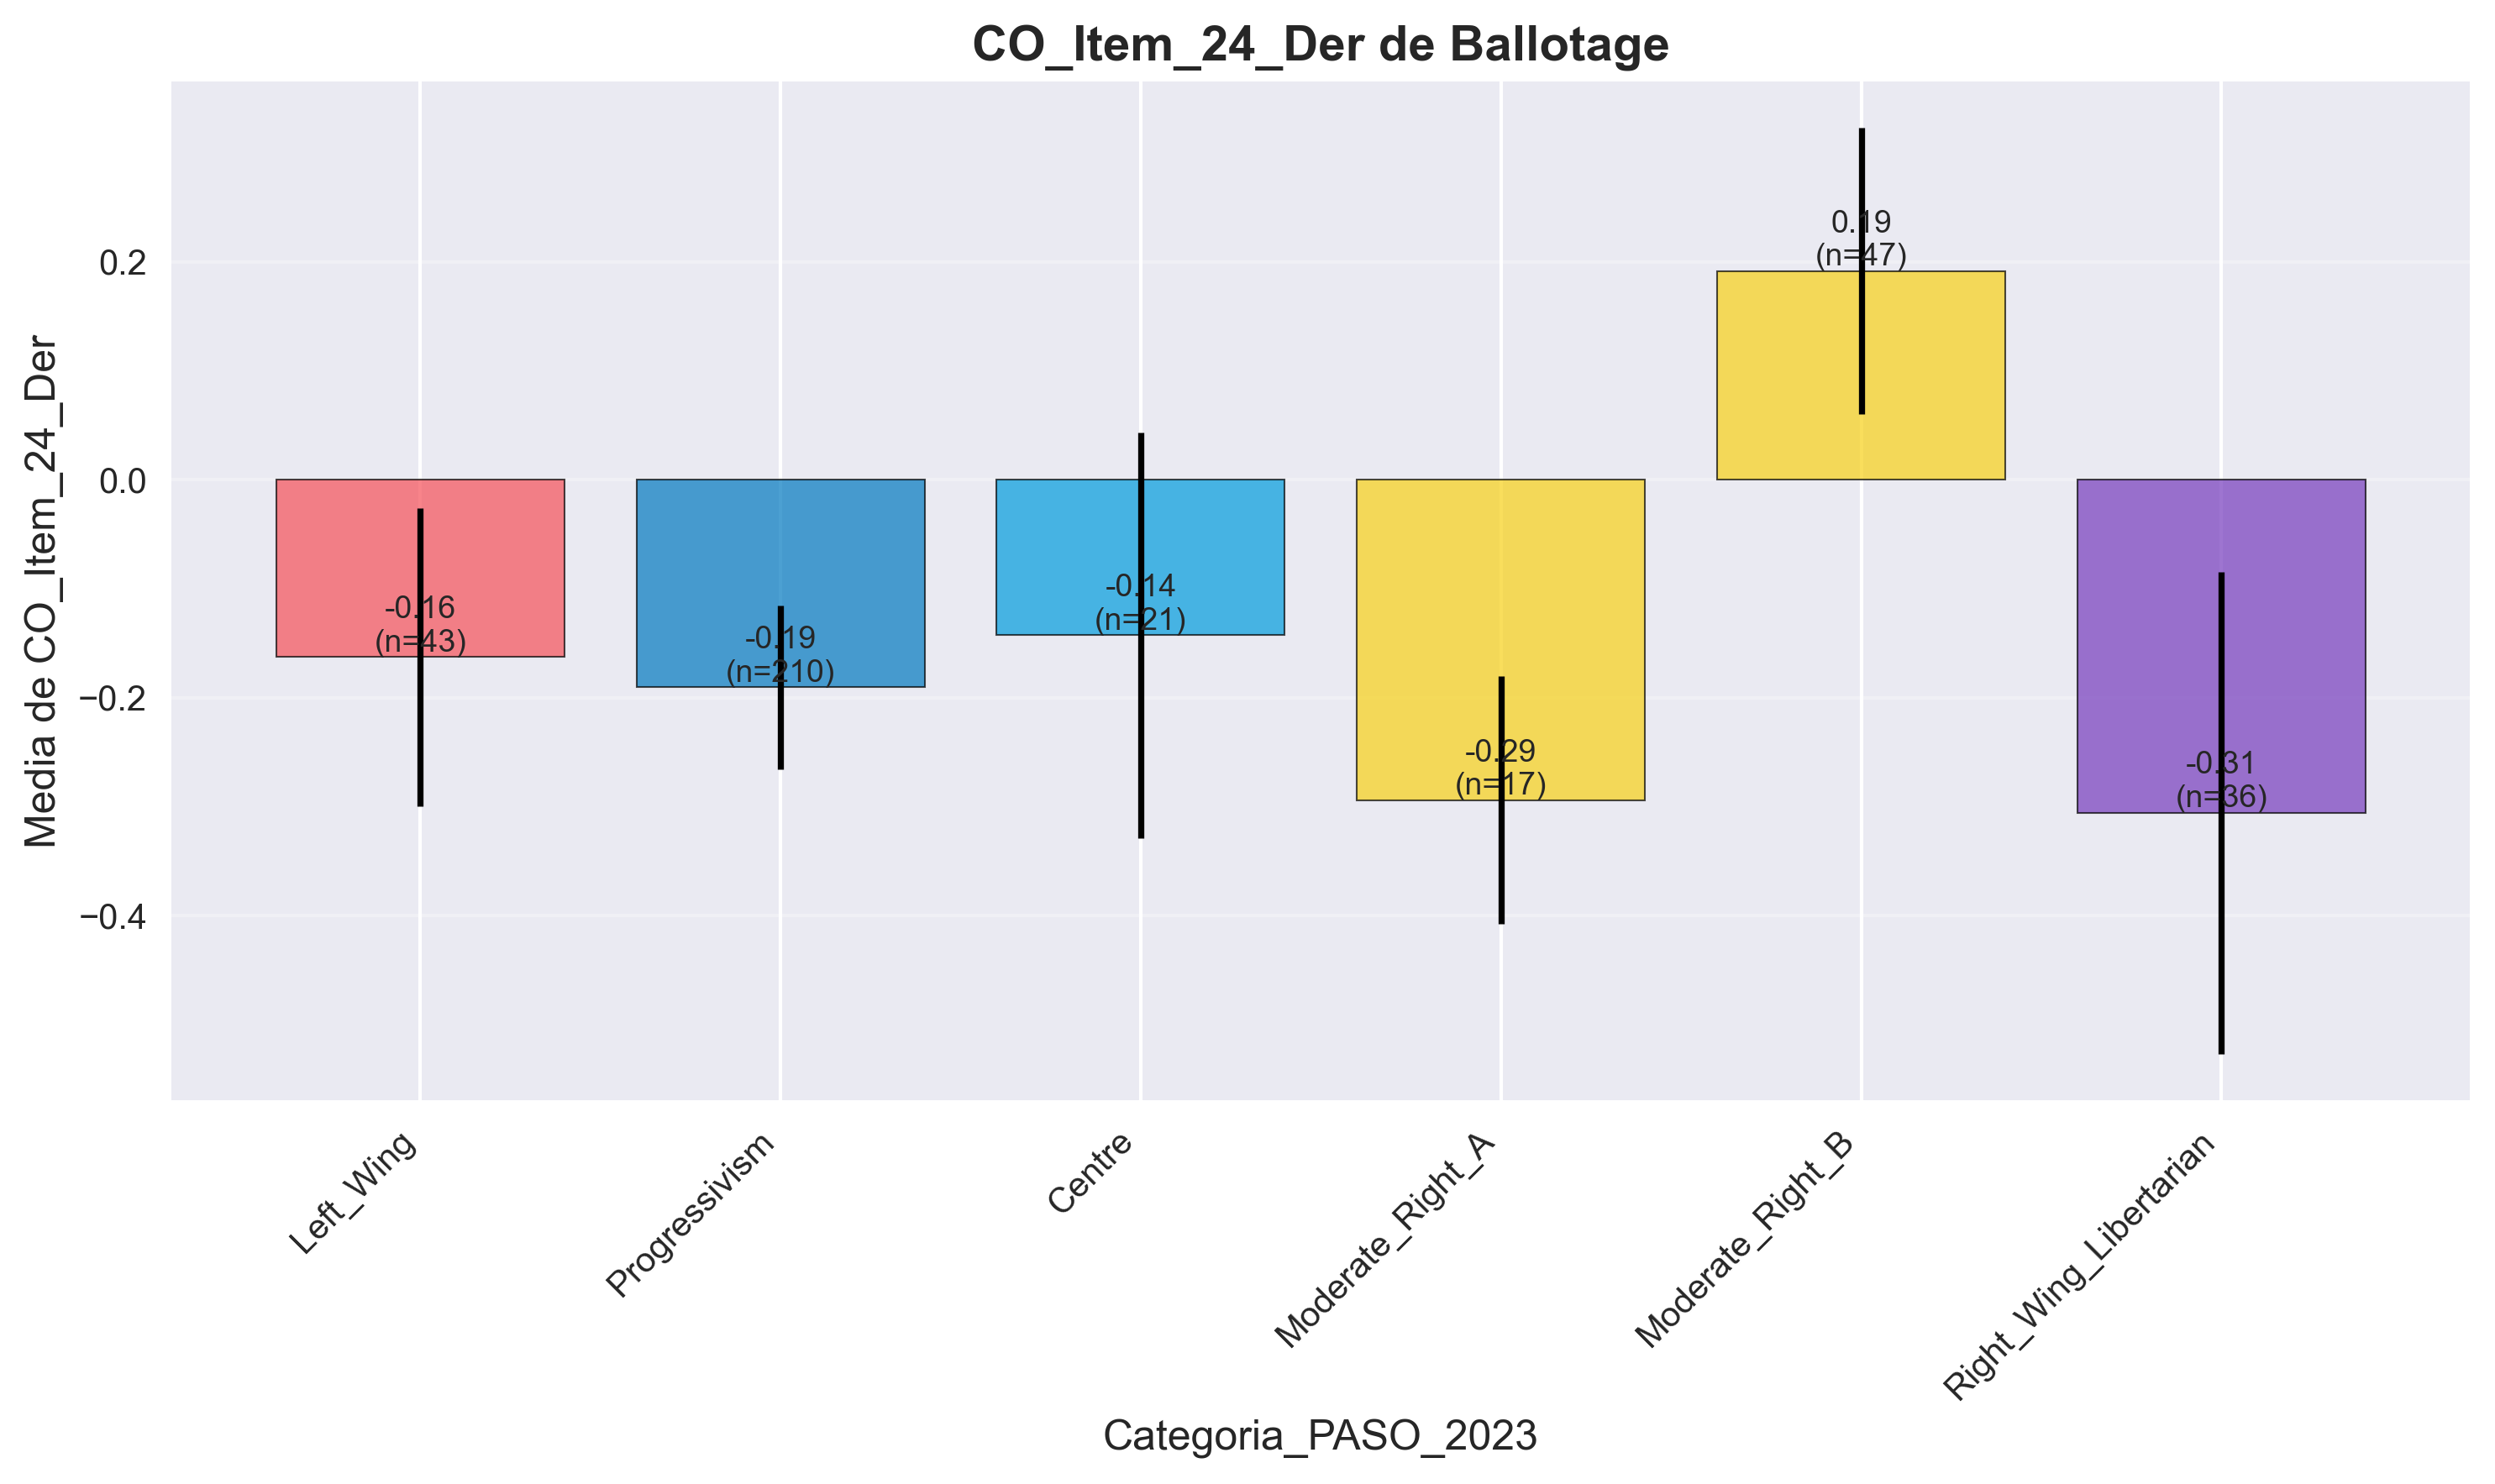 CO_Item_24_Der de Ballotage
Media de CO_Item_24_Der
0.2
0.0
−0.2
−0.4
-0.16
(n=43)
-0.19
(n=210)
-0.14
(n=21)
-0.29
(n=17)
0.19
(n=47)
-0.31
(n=36)
Left_Wing
Progressivism
Centre
Moderate_Right_A
Moderate_Right_B
Right_Wing_Libertarian
Categoria_PASO_2023